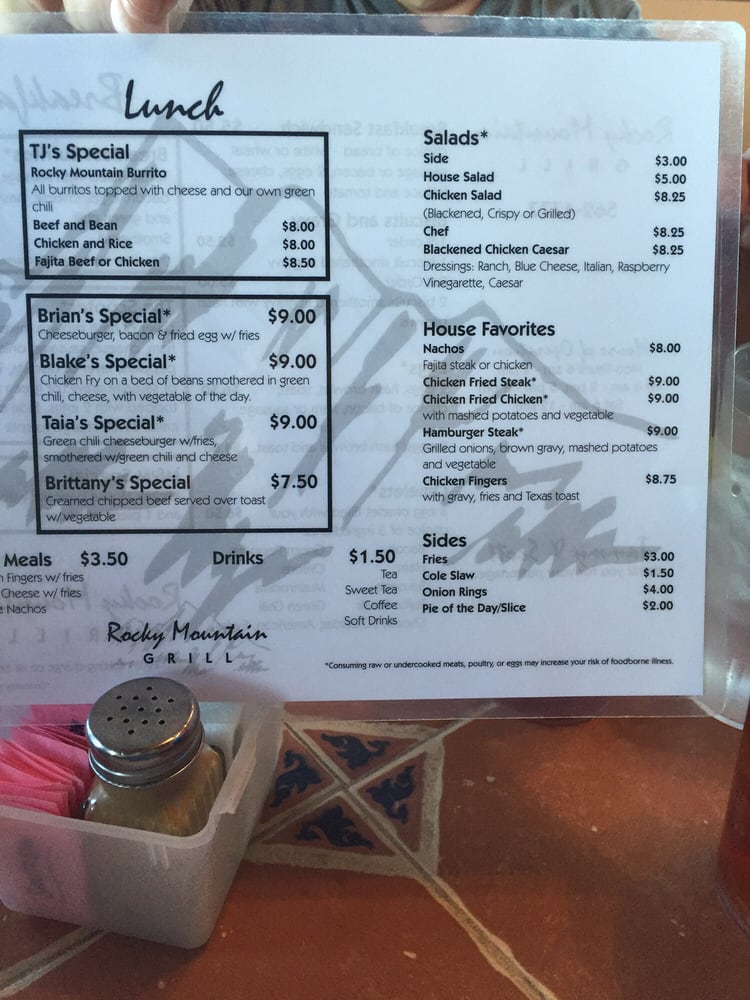 Lunch
TJ's Special
Rocky Mountain Burrito
All burritos topped with cheese and our own green
chili
Beef and Bean $8.00
Chicken and Rice $8.00
Fajita Beef or Chicken $8.50
Brian's Special* $9.00
Cheeseburger, bacon & fried egg w/ fries
Blake's Special* $9.00
Chicken Fry on a bed of beans smothered in green
chili, cheese, with vegetable of the day.
Taia's Special* $9.00
Green chili cheeseburger w/fries,
smothered w/green chili and cheese
Brittany's Special $7.50
Creamed chipped beef served over toast
w/vegetable
Meals $3.50
Fingers w/ fries
Cheese w/ fries
Nachos
Drinks $1.50
Tea
Sweet Tea
Coffee
Soft Drinks
Rocky Mountain
GRILL
Salads*
Side $3.00
House Salad $5.00
Chicken Salad $8.25
(Blackened, Crispy or Grilled)
Chef $8.25
Blackened Chicken Caesar $8.25
Dressings: Ranch, Blue Cheese, Italian, Raspberry
Vinegarette, Caesar
House Favorites
Nachos $8.00
Fajita steak or chicken
Chicken Fried Steak* $9.00
Chicken Fried Chicken* $9.00
with mashed potatoes and vegetable
Hamburger Steak* $9.00
Grilled onions, brown gravy, mashed potatoes
and vegetable
Chicken Fingers $8.75
with gravy, fries and Texas toast
Sides
Fries $3.00
Cole Slaw $1.50
Onion Rings $4.00
Pie of the Day/Slice $2.00
*Consuming raw or undercooked meats, poultry, or eggs may increase your risk of foodborne illness.